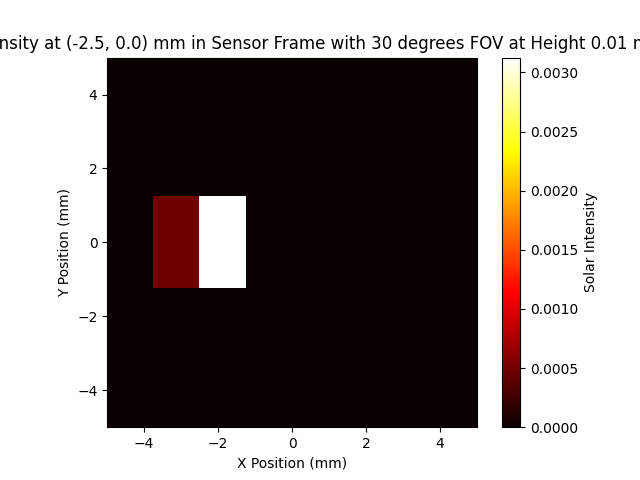 nsity at (-2.5, 0.0) mm in Sensor Frame with 30 degrees FOV at Height 0.01 
4
2
0
−2
−4
Y Position (mm)
−4 −2 0 2 4
X Position (mm)
0.0030
0.0025
0.0020
0.0015
0.0010
0.0005
0.0000
Solar Intensity